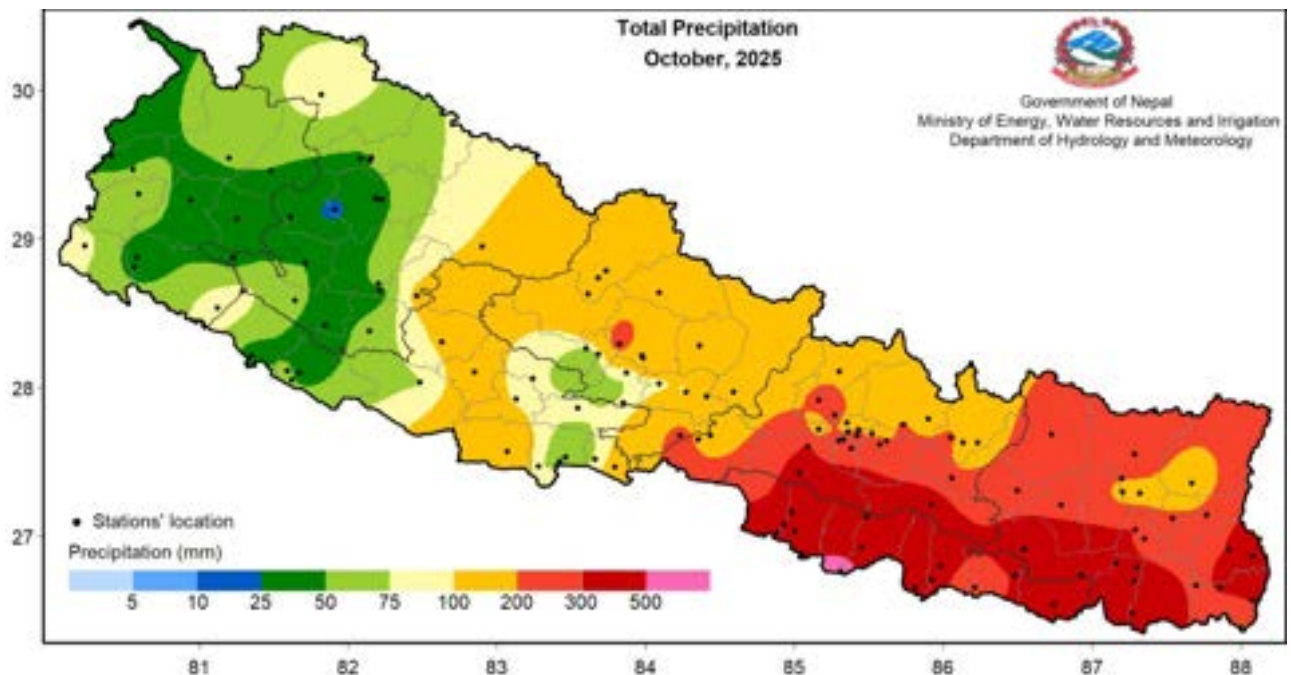 Total Precipitation
October, 2025
Government of Nepal
Ministry of Energy, Water Resources and Irrigation
Department of Hydrology and Meteorology
30
29
28
27
Stations' location
Precipitation (mm)
5 10 25 50 75 100 200 300 500
81 82 83 84 85 86 87 88